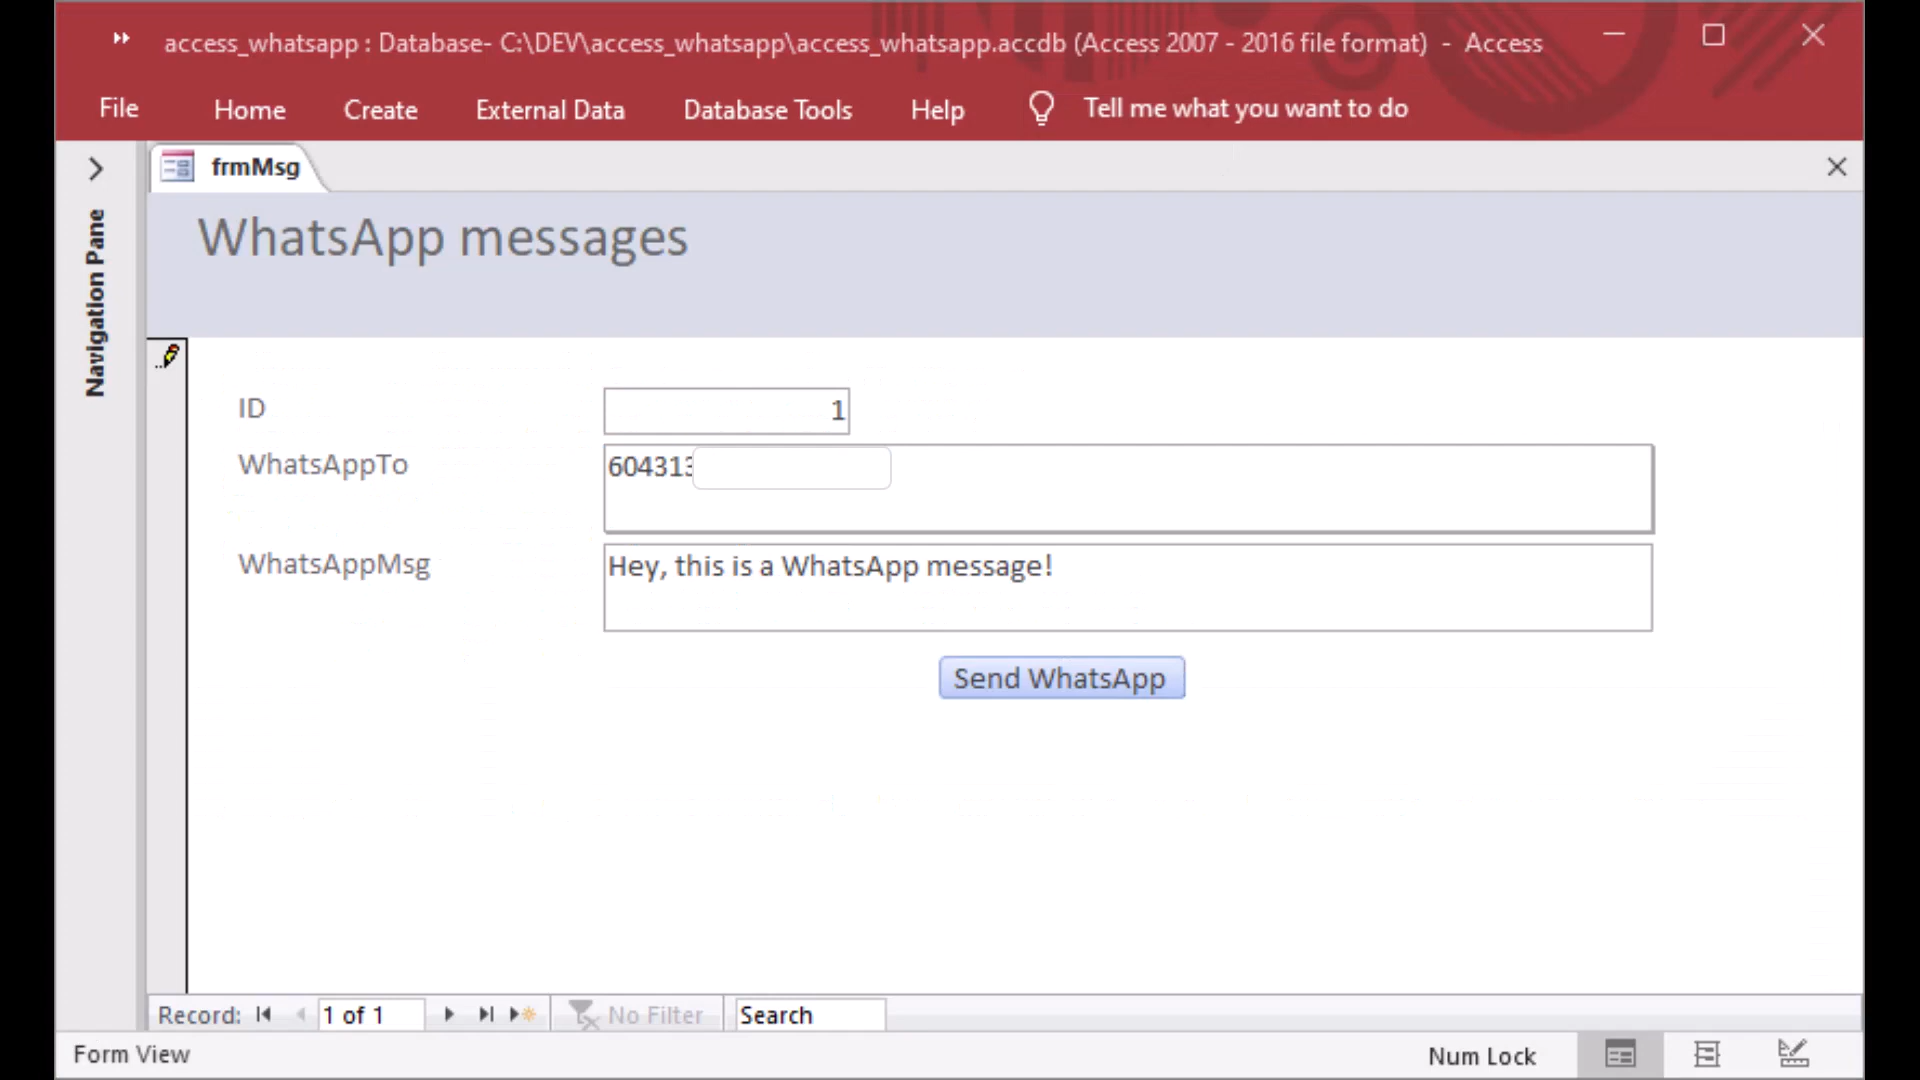 access_whatsapp : Database- C:\DEV\access_whatsapp\access_whatsapp.accdb (Access 2007 - 2016 file format) - Access
File Home Create External Data Database Tools Help Tell me what you want to do
frmMsg
Navigation Pane
WhatsApp messages
ID 1
WhatsAppTo 604313
WhatsAppMsg Hey, this is a WhatsApp message!
Send WhatsApp
Record: 1 of 1 No Filter Search
Form View Num Lock